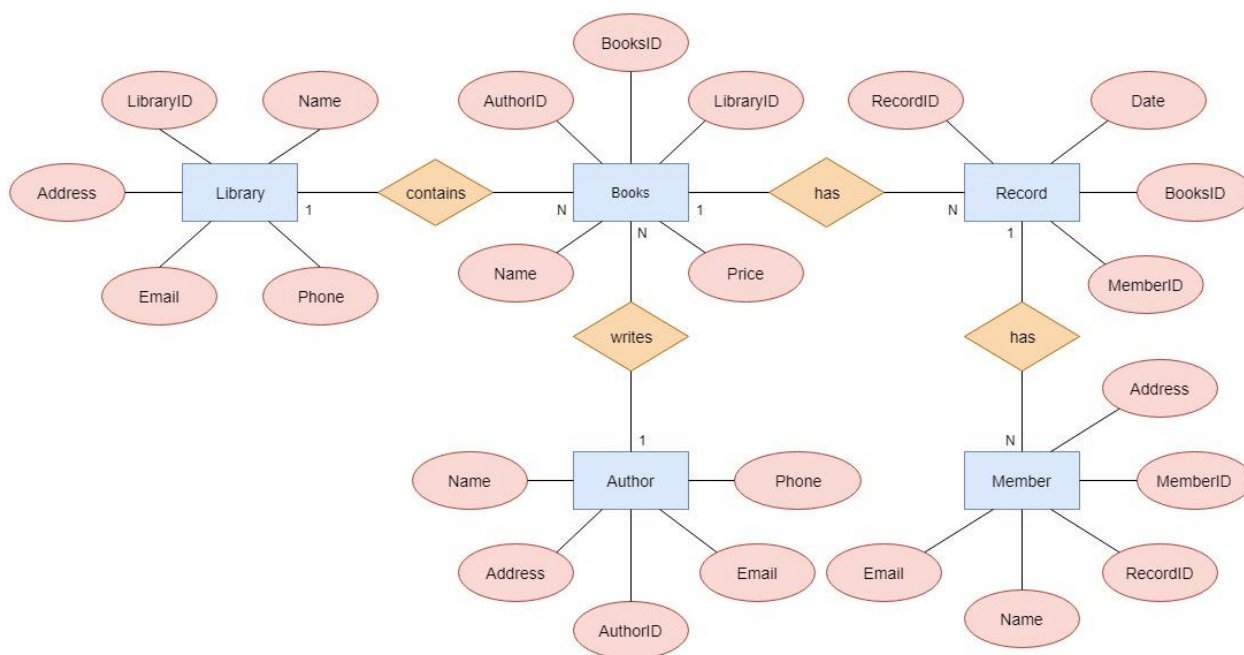 BooksID
LibraryID
Name
AuthorID
LibraryID
RecordID
Date
Address
Library
contains
Books
has
Record
BooksID
1
N
1
N
N
1
Email
Phone
Name
Price
MemberID
writes
has
Address
1
N
Name
Author
Phone
Member
MemberID
Address
Email
Email
RecordID
AuthorID
Name